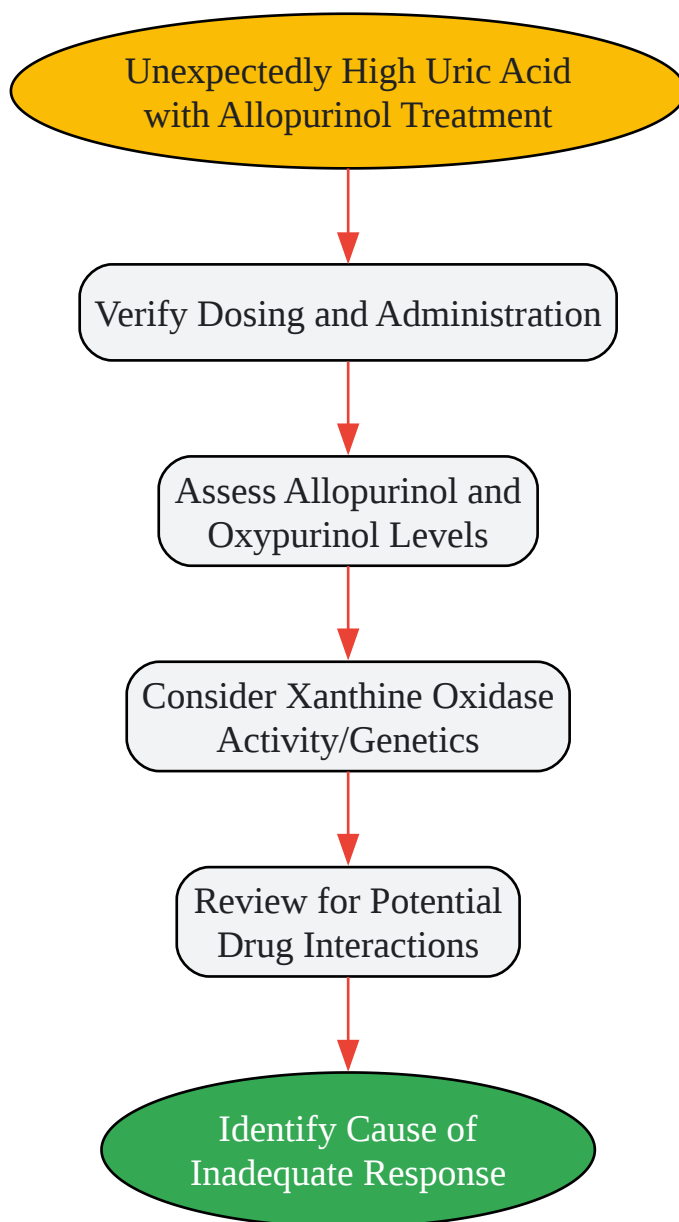 Unexpectedly High Uric Acid
with Allopurinol Treatment
Verify Dosing and Administration
Assess Allopurinol and
Oxypurinol Levels
Consider Xanthine Oxidase
Activity/Genetics
Review for Potential
Drug Interactions
Identify Cause of
Inadequate Response